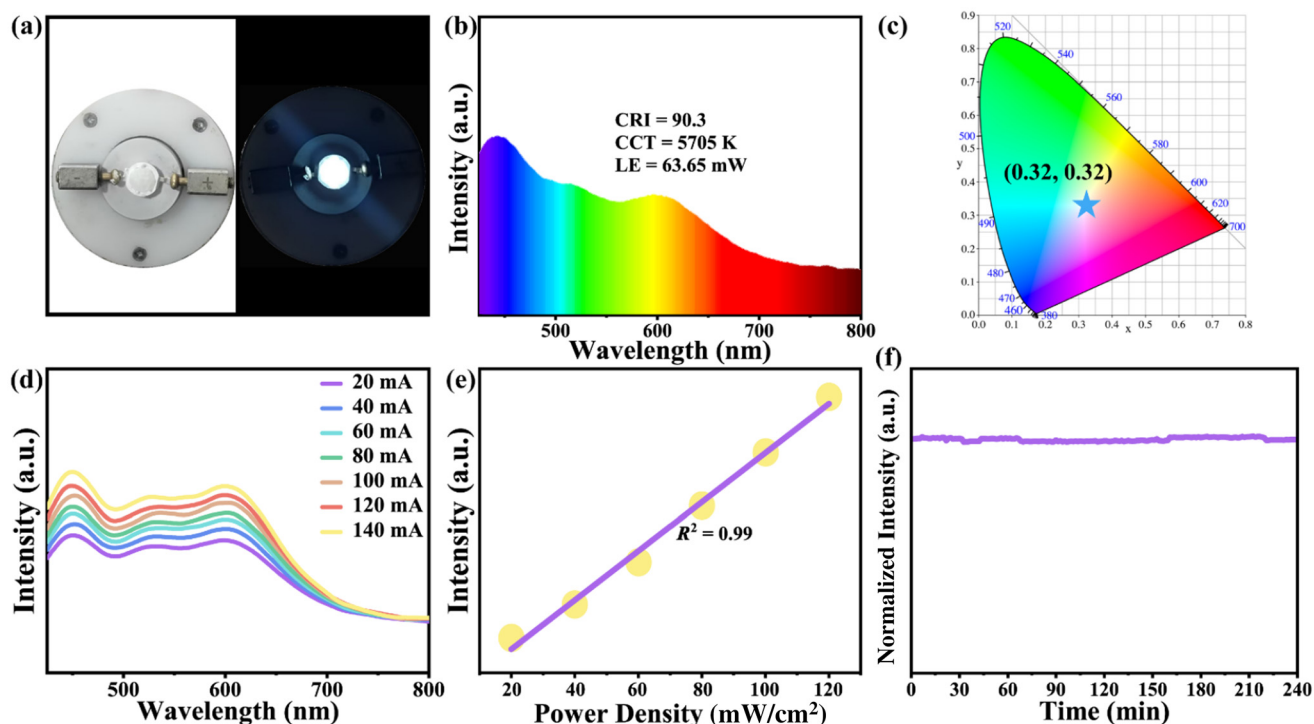 (a)
(b)
(c)
CRI = 90.3
CCT = 5705 K
LE = 63.65 mW
Intensity (a.u.)
500 600 700 800
Wavelength (nm)
0.9
0.8
0.7
0.6
0.5
0.4
0.3
0.2
0.1
0.0
y
0.0 0.1 0.2 0.3 0.4 0.5 0.6 0.7 0.8
x
520
540
560
580
600
620
700
500
490
480
470
460
380
(0.32, 0.32)
(d)
20 mA
40 mA
60 mA
80 mA
100 mA
120 mA
140 mA
Intensity (a.u.)
500 600 700 800
Wavelength (nm)
(e)
R² = 0.99
Intensity (a.u.)
20 40 60 80 100 120
Power Density (mW/cm²)
(f)
Normalized Intensity (a.u.)
0 30 60 90 120 150 180 210 240
Time (min)